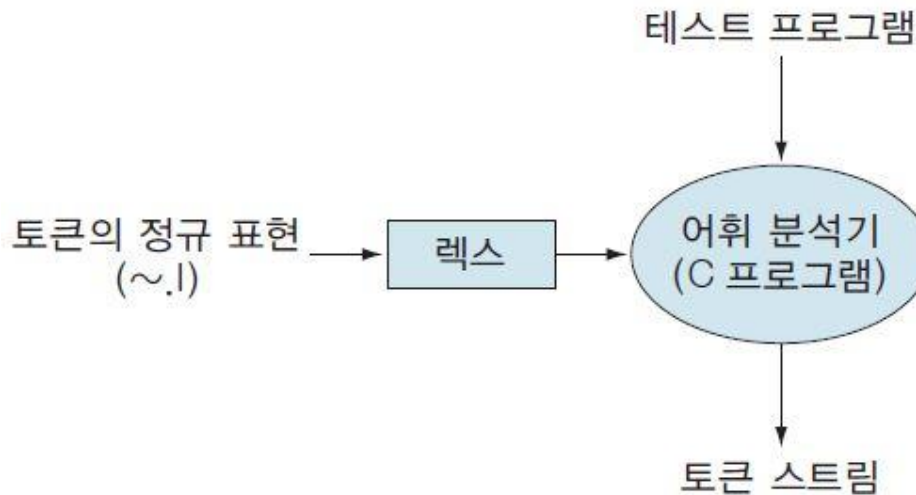 테스트 프로그램
토큰의 정규 표현
(~.l)
렉스
어휘 분석기
(C 프로그램)
토큰 스트림